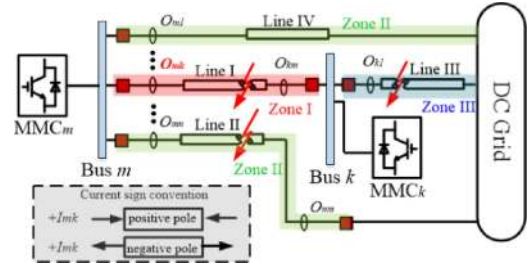 Om1
Line IV
Zone II
Omk
Line I
Okm
Okl
Line III
Zone I
Zone III
MMCm
Omn
Line II
Zone II
MMCk
Bus m
Bus k
DC Grid
Onm
Current sign convention
+Imk
positive pole
+Imk
negative pole